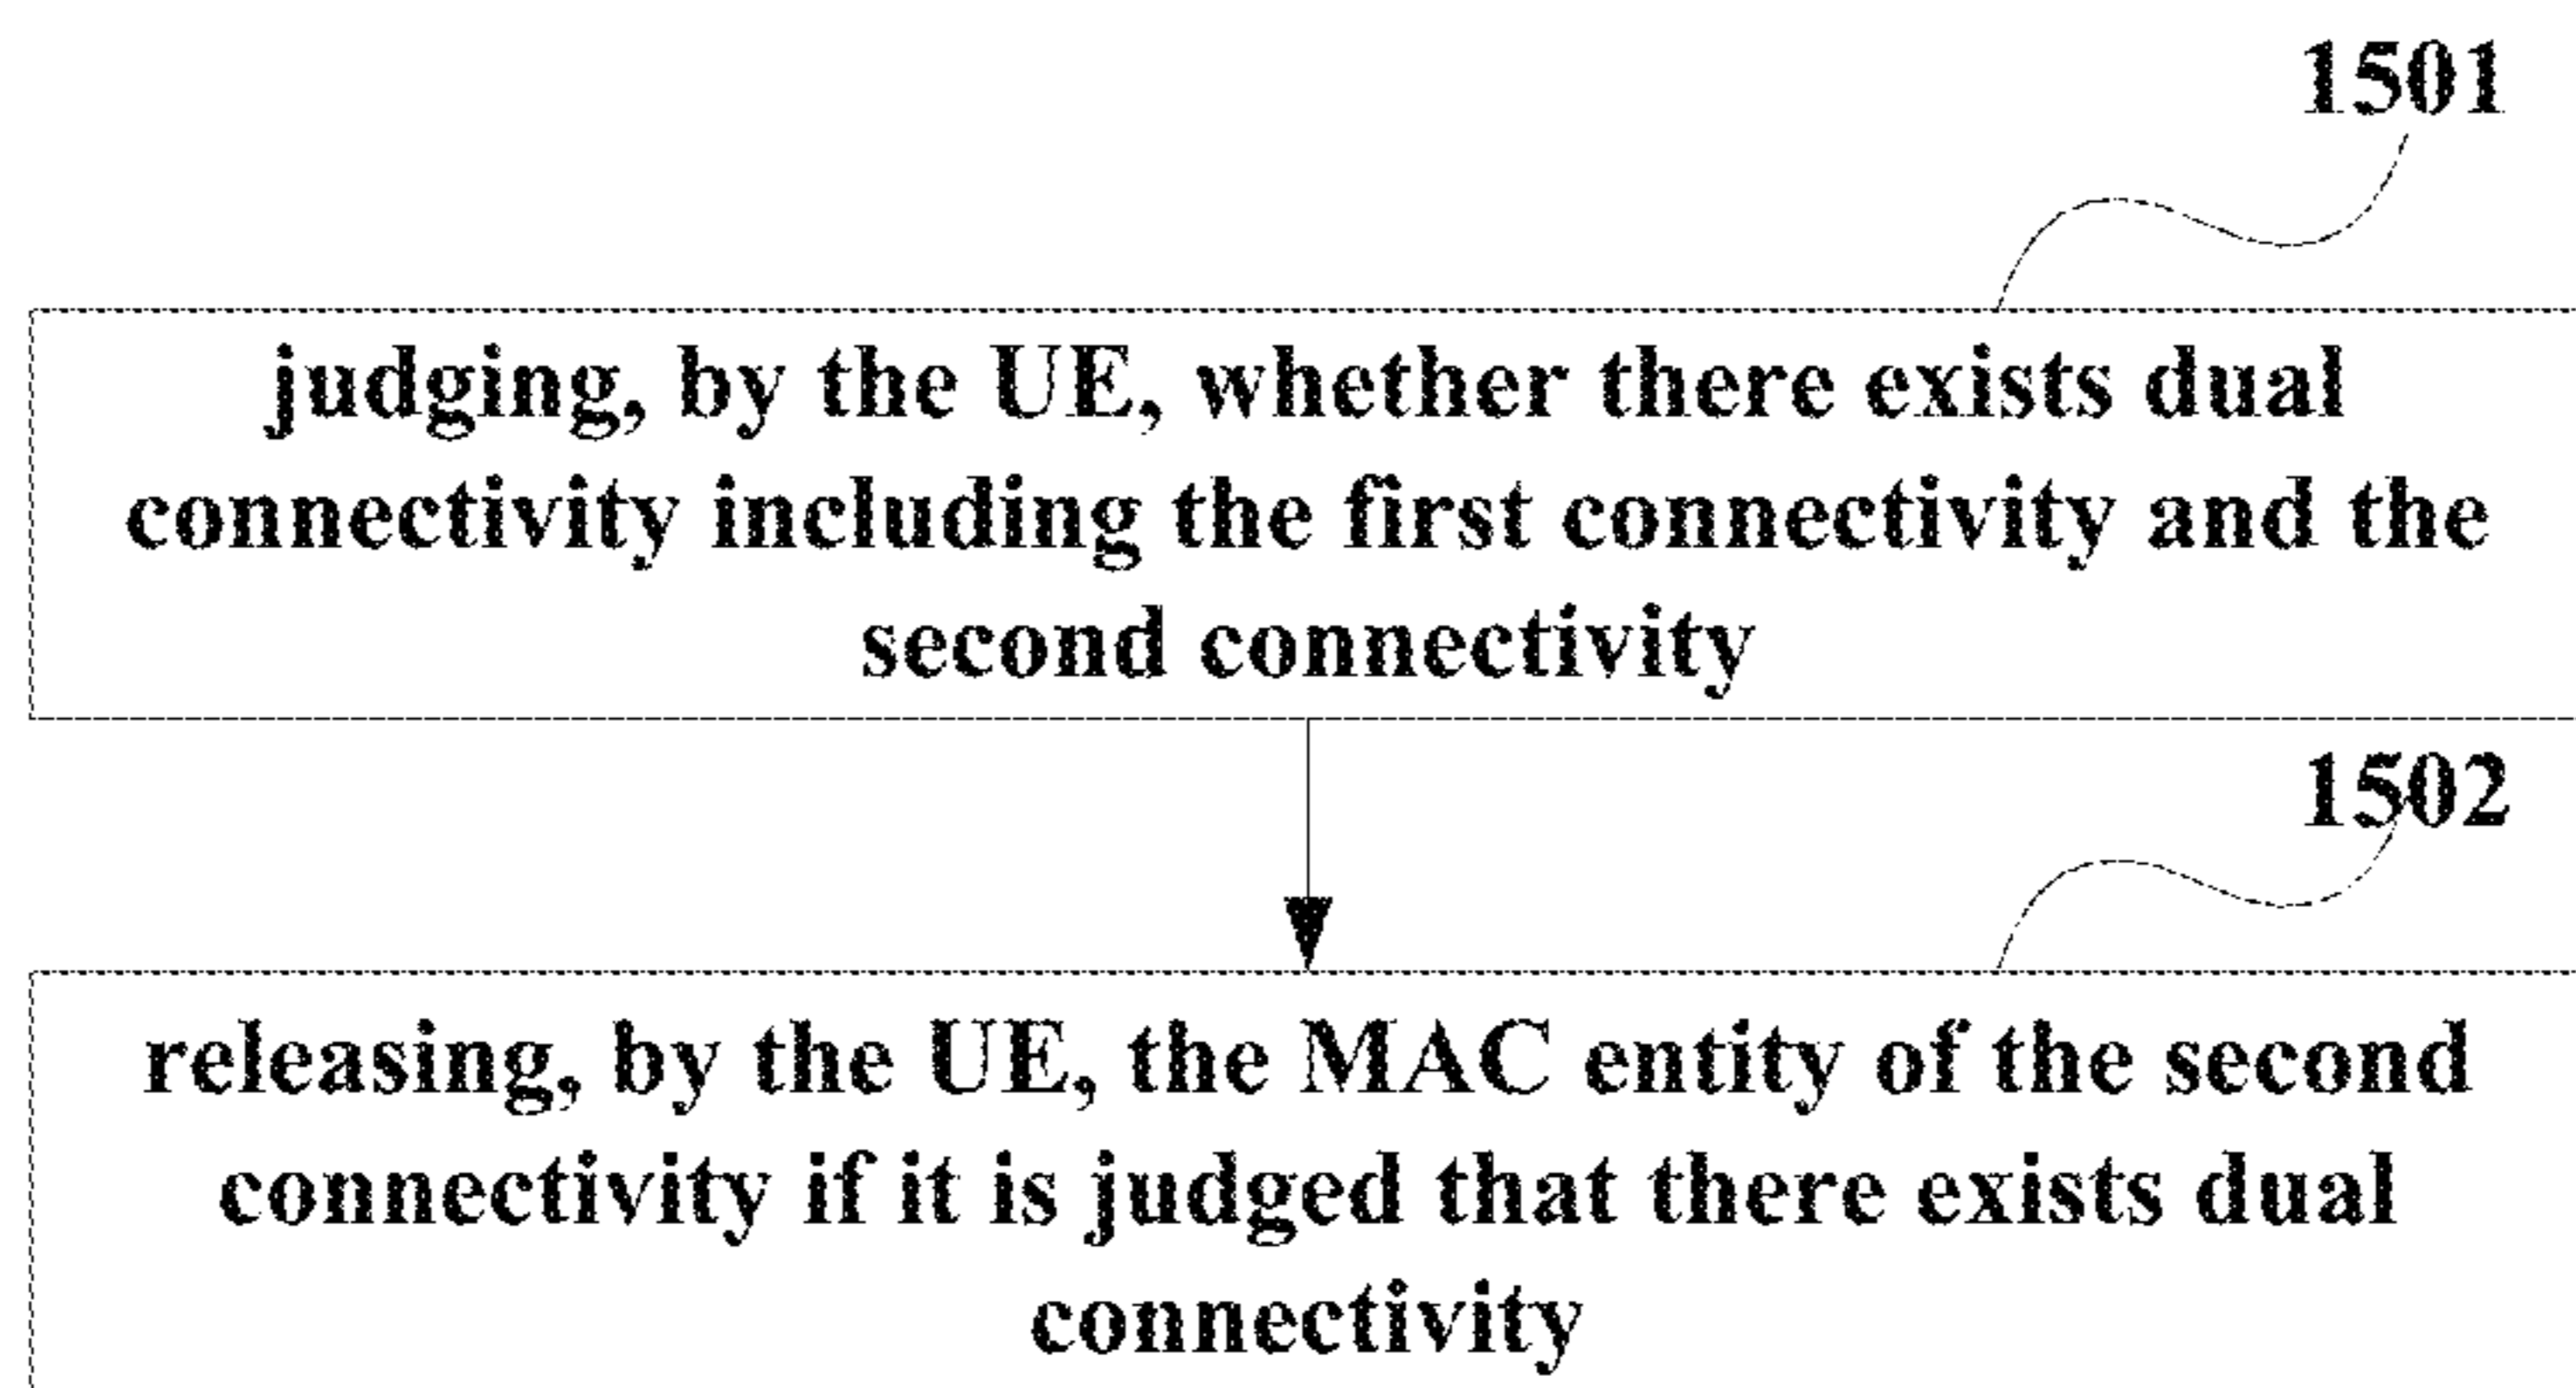 1501
judging, by the UE, whether there exists dual
connectivity including the first connectivity and the
second connectivity
1502
releasing, by the UE, the MAC entity of the second
connectivity if it is judged that there exists dual
connectivity